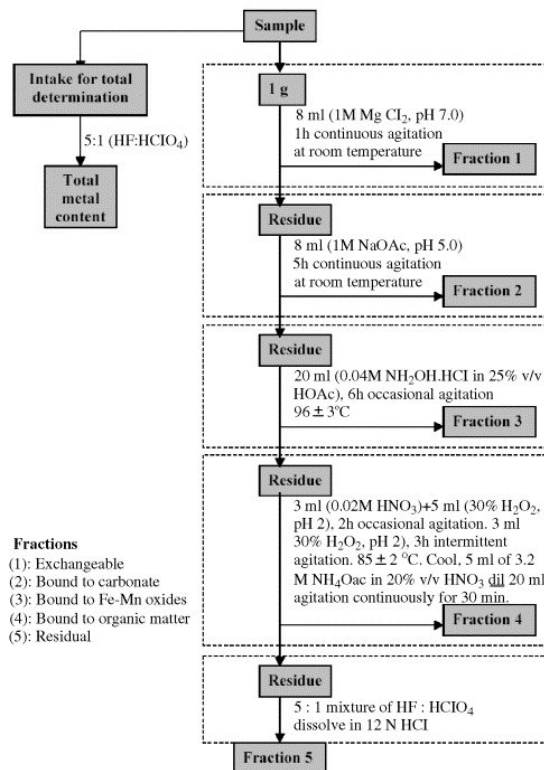 Sample
Intake for total
determination
5:1 (HF:HClO₄)
Total
metal
content
1 g
8 ml (1M Mg CI₂, pH 7.0)
1h continuous agitation
at room temperature
Fraction 1
Residue
8 ml (1M NaOAc, pH 5.0)
5h continuous agitation
at room temperature
Fraction 2
Residue
20 ml (0.04M NH₂OH.HCI in 25% v/v
HOAc), 6h occasional agitation
96 ± 3°C
Fraction 3
Residue
3 ml (0.02M HNO₃)+5 ml (30% H₂O₂,
pH 2), 2h occasional agitation. 3 ml
30% H₂O₂, pH 2), 3h intermittent
agitation. 85 ± 2 °C. Cool, 5 ml of 3.2
M NH₄Oac in 20% v/v HNO₃ dil 20 ml
agitation continuously for 30 min.
Fraction 4
Residue
5 : 1 mixture of HF : HCIO₄
dissolve in 12 N HCI
Fraction 5
Fractions
(1): Exchangeable
(2): Bound to carbonate
(3): Bound to Fe-Mn oxides
(4): Bound to organic matter
(5): Residual